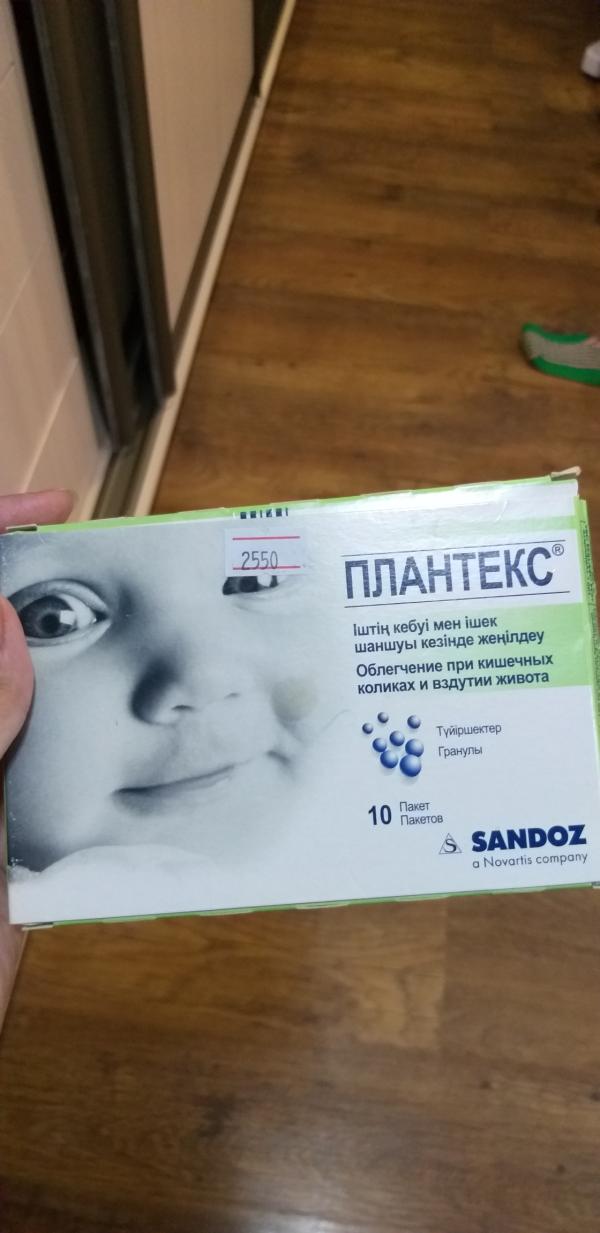 2550
ПЛАНТЕКС®
Іштің кебуі мен ішек
шаншуы кезінде жеңілдеу
Облегчение при кишечных
коликах и вздутии живота
Түйіршектер
Гранулы
10 Пакет
Пакетов
S SANDOZ
a Novartis company